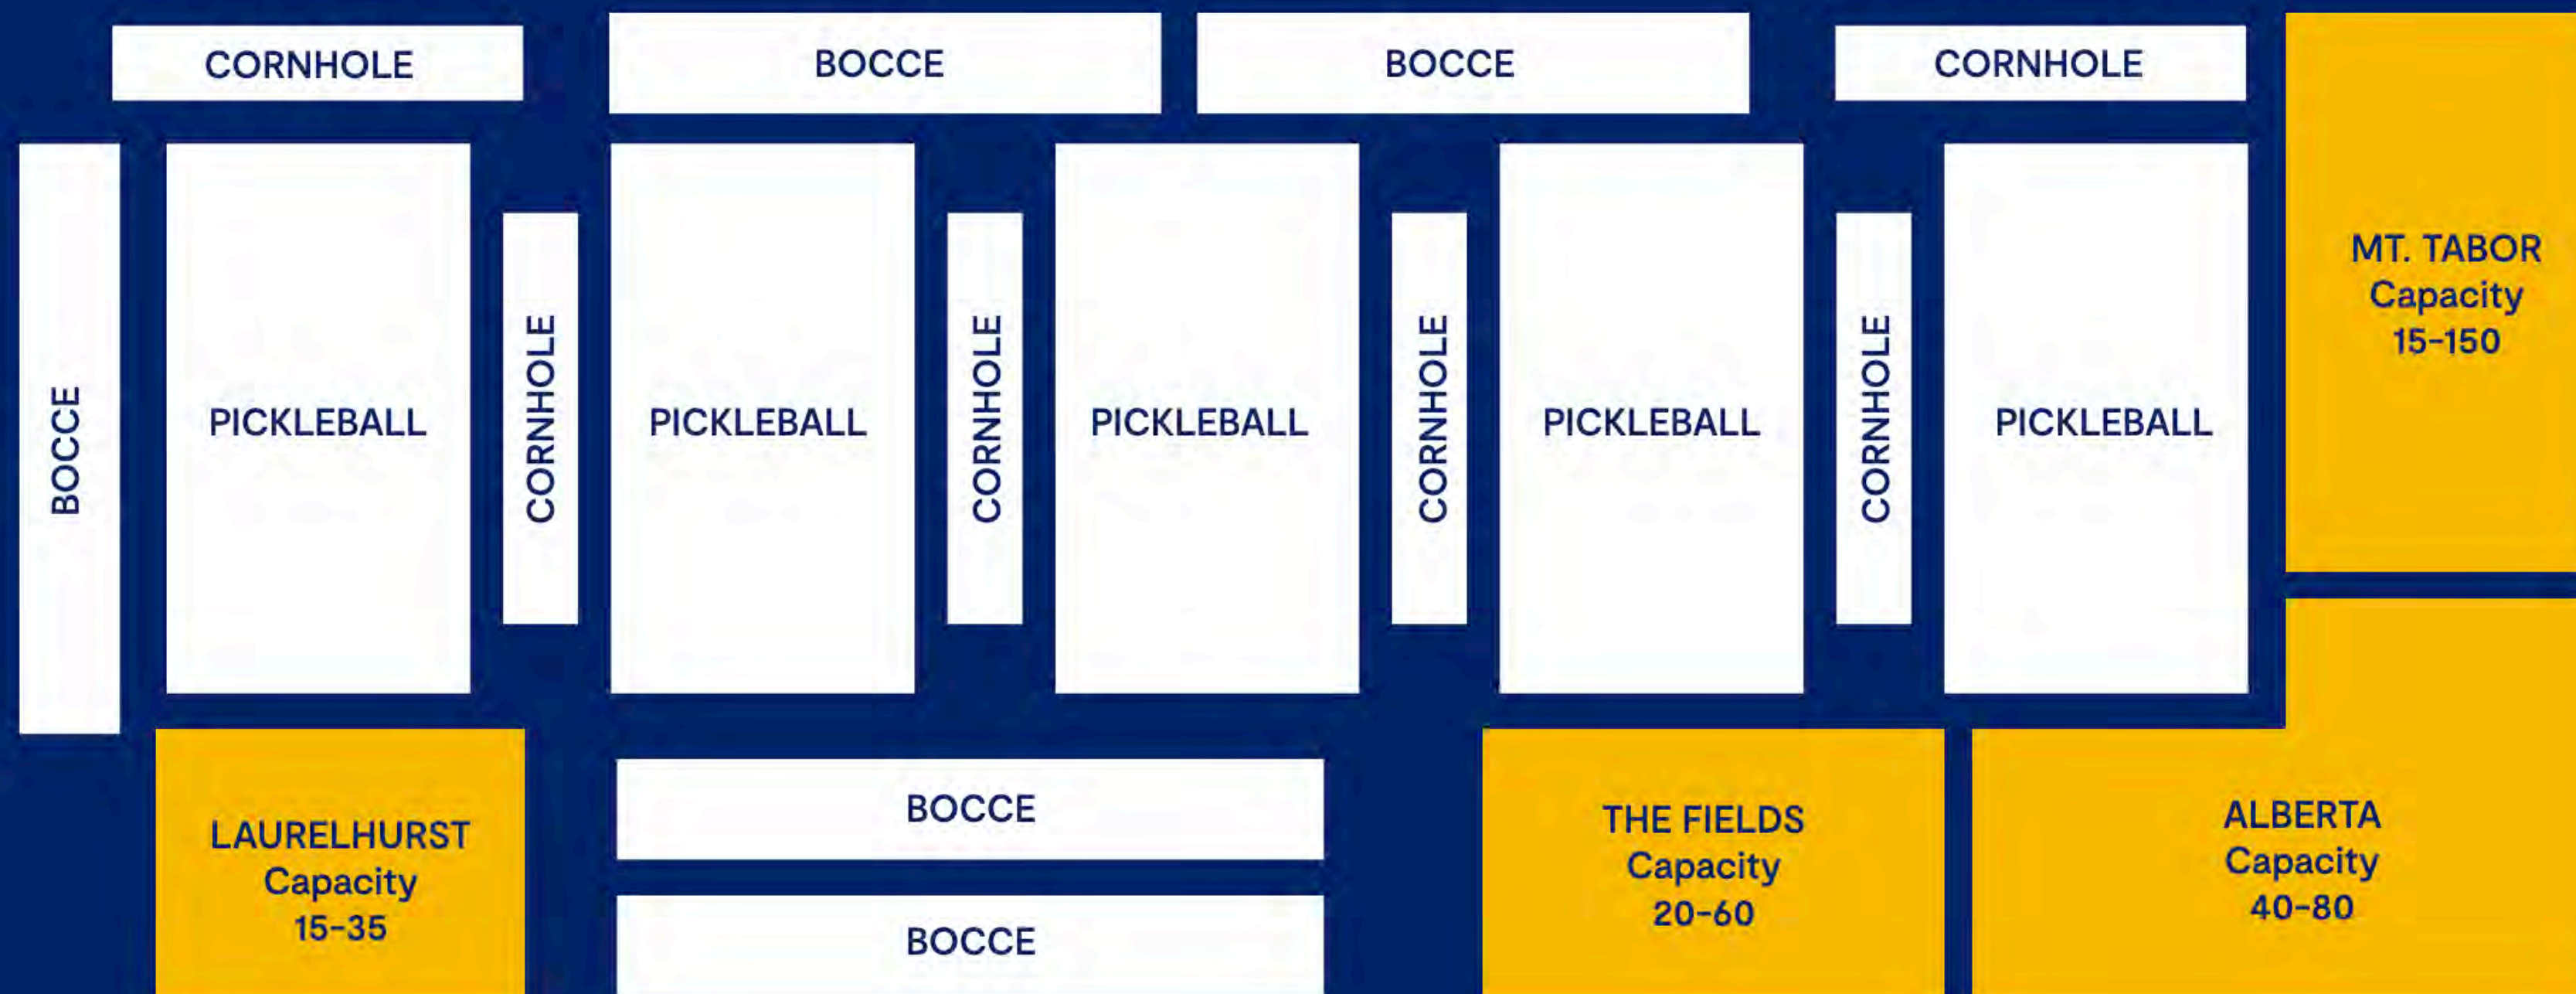 CORNHOLE
BOCCE
BOCCE
CORNHOLE
BOCCE
PICKLEBALL
CORNHOLE
PICKLEBALL
CORNHOLE
PICKLEBALL
CORNHOLE
PICKLEBALL
CORNHOLE
PICKLEBALL
MT. TABOR
Capacity
15-150
LAURELHURST
Capacity
15-35
BOCCE
BOCCE
THE FIELDS
Capacity
20-60
ALBERTA
Capacity
40-80